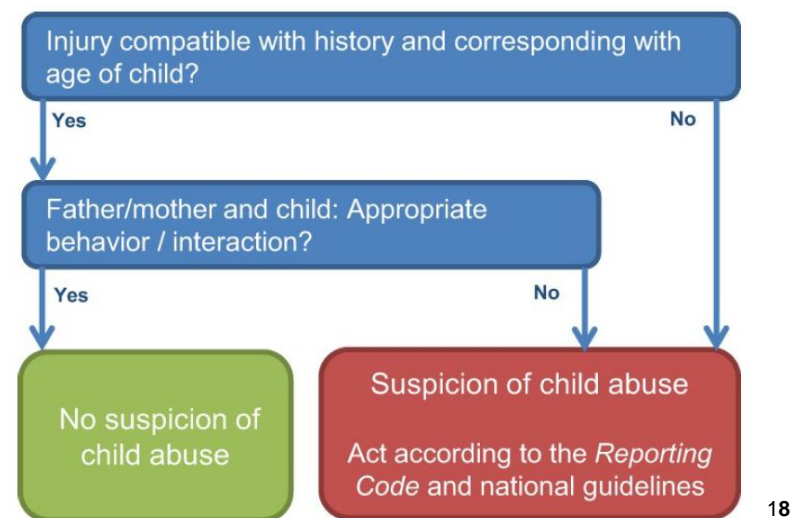 Injury compatible with history and corresponding with
age of child?
Yes
No
Father/mother and child: Appropriate
behavior / interaction?
Yes
No
No suspicion of
child abuse
Suspicion of child abuse
Act according to the Reporting
Code and national guidelines
18